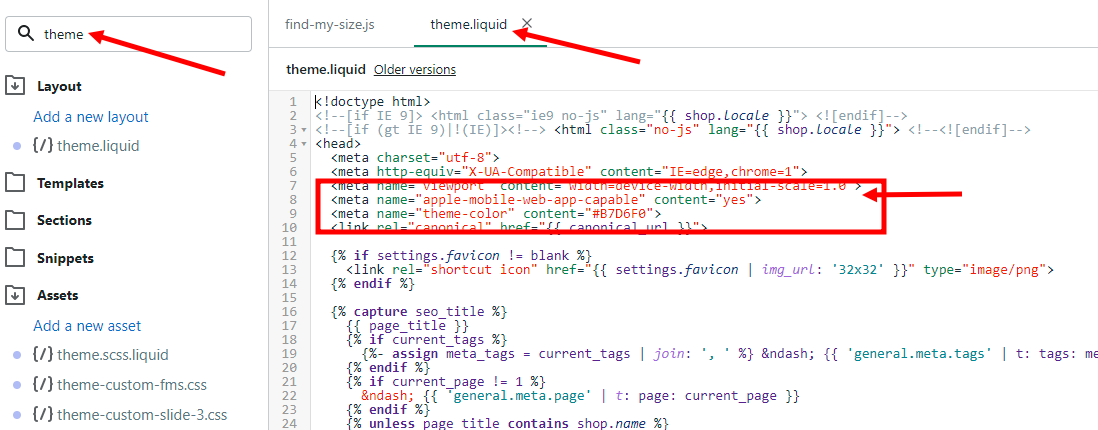 theme
Layout
Add a new layout
{/} theme.liquid
Templates
Sections
Snippets
Assets
Add a new asset
{/} theme.scss.liquid
{/} theme-custom-fms.css
{/} theme-custom-slide-3.css
find-my-size.js
theme.liquid ×
theme.liquid Older versions
1 <!doctype html>
2 <!--[if IE 9]> <html class="ie9 no-js" lang="{{ shop.locale }}"> <![endif]-->
3 <!--[if (gt IE 9)|!(IE)]><!--> <html class="no-js" lang="{{ shop.locale }}"> <!--<![endif]-->
4 <head>
5 <meta charset="utf-8">
6 <meta http-equiv="X-UA-Compatible" content="IE=edge,chrome=1">
7 <meta name="viewport" content="width=device-width,initial-scale=1.0">
8 <meta name="apple-mobile-web-app-capable" content="yes">
9 <meta name="theme-color" content="#B7D6F0">
10 <link rel="canonical" href="{{ canonical_url }}">
11
12 {% if settings.favicon != blank %}
13 <link rel="shortcut icon" href="{{ settings.favicon | img_url: '32x32' }}" type="image/png">
14 {% endif %}
15
16 {% capture seo_title %}
17 {{ page_title }}
18 {% if current_tags %}
19 {%- assign meta_tags = current_tags | join: ', ' %} &ndash; {{ 'general.meta.tags' | t: tags: me
20 {% endif %}
21 {% if current_page != 1 %}
22 &ndash; {{ 'general.meta.page' | t: page: current_page }}
23 {% endif %}
24 {% unless page_title contains shop.name %}